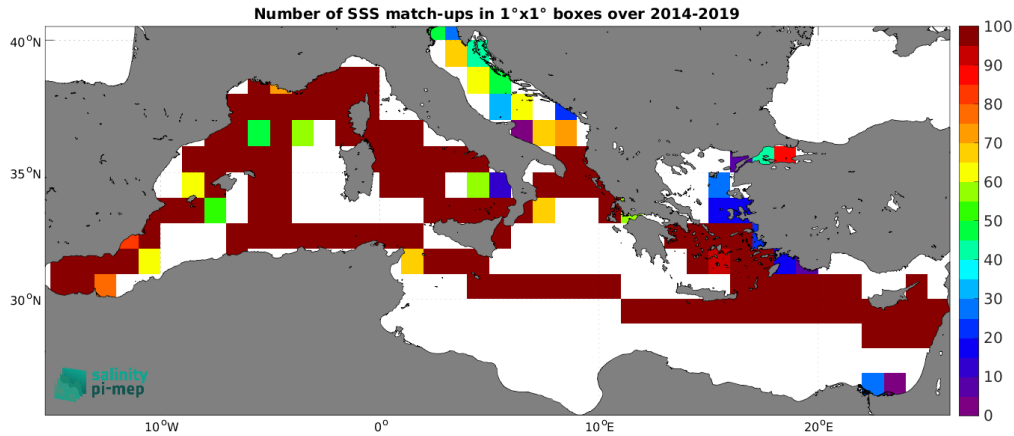 Number of SSS match-ups in 1°x1° boxes over 2014-2019
40°N
35°N
30°N
10°W
0°
10°E
20°E
100
90
80
70
60
50
40
30
20
10
0
salinity
pi-mep